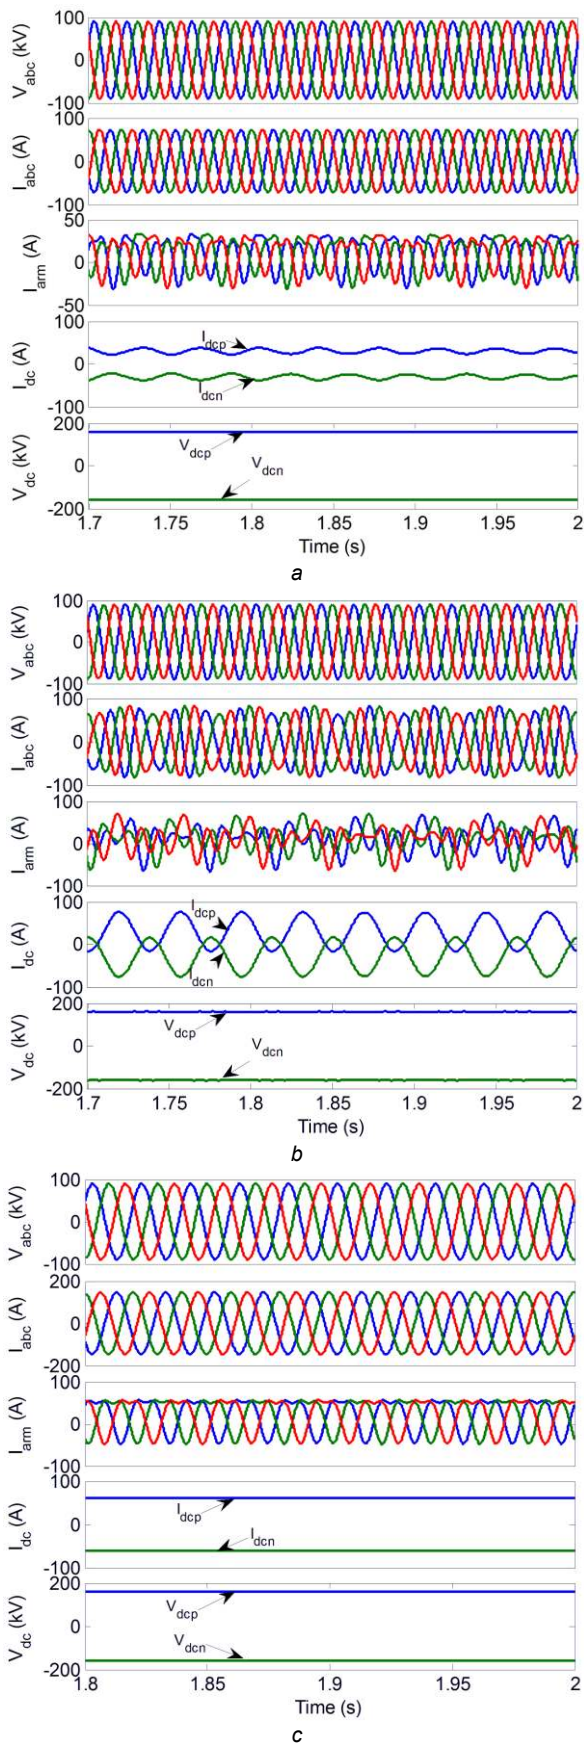 100
V_abc (kV)
0
-100
100
I_abc (A)
0
-100
50
I_arm (A)
0
-50
100
I_dc (A)
0
-100
I_dcp
I_dcn
200
V_dc (kV)
0
-200
V_dcp
V_dcn
1.7 1.75 1.8 1.85 1.9 1.95 2
Time (s)
a
100
V_abc (kV)
0
-100
100
I_abc (A)
0
-100
100
I_arm (A)
0
-100
100
I_dc (A)
0
-100
I_dcp
I_dcn
200
V_dc (kV)
0
-200
V_dcp
V_dcn
1.7 1.75 1.8 1.85 1.9 1.95 2
Time (s)
b
100
V_abc (kV)
0
-100
200
I_abc (A)
0
-200
100
I_arm (A)
0
-100
100
I_dc (A)
0
-100
I_dcp
I_dcn
200
V_dc (kV)
0
-200
V_dcp
V_dcn
1.8 1.85 1.9 1.95 2
Time (s)
c